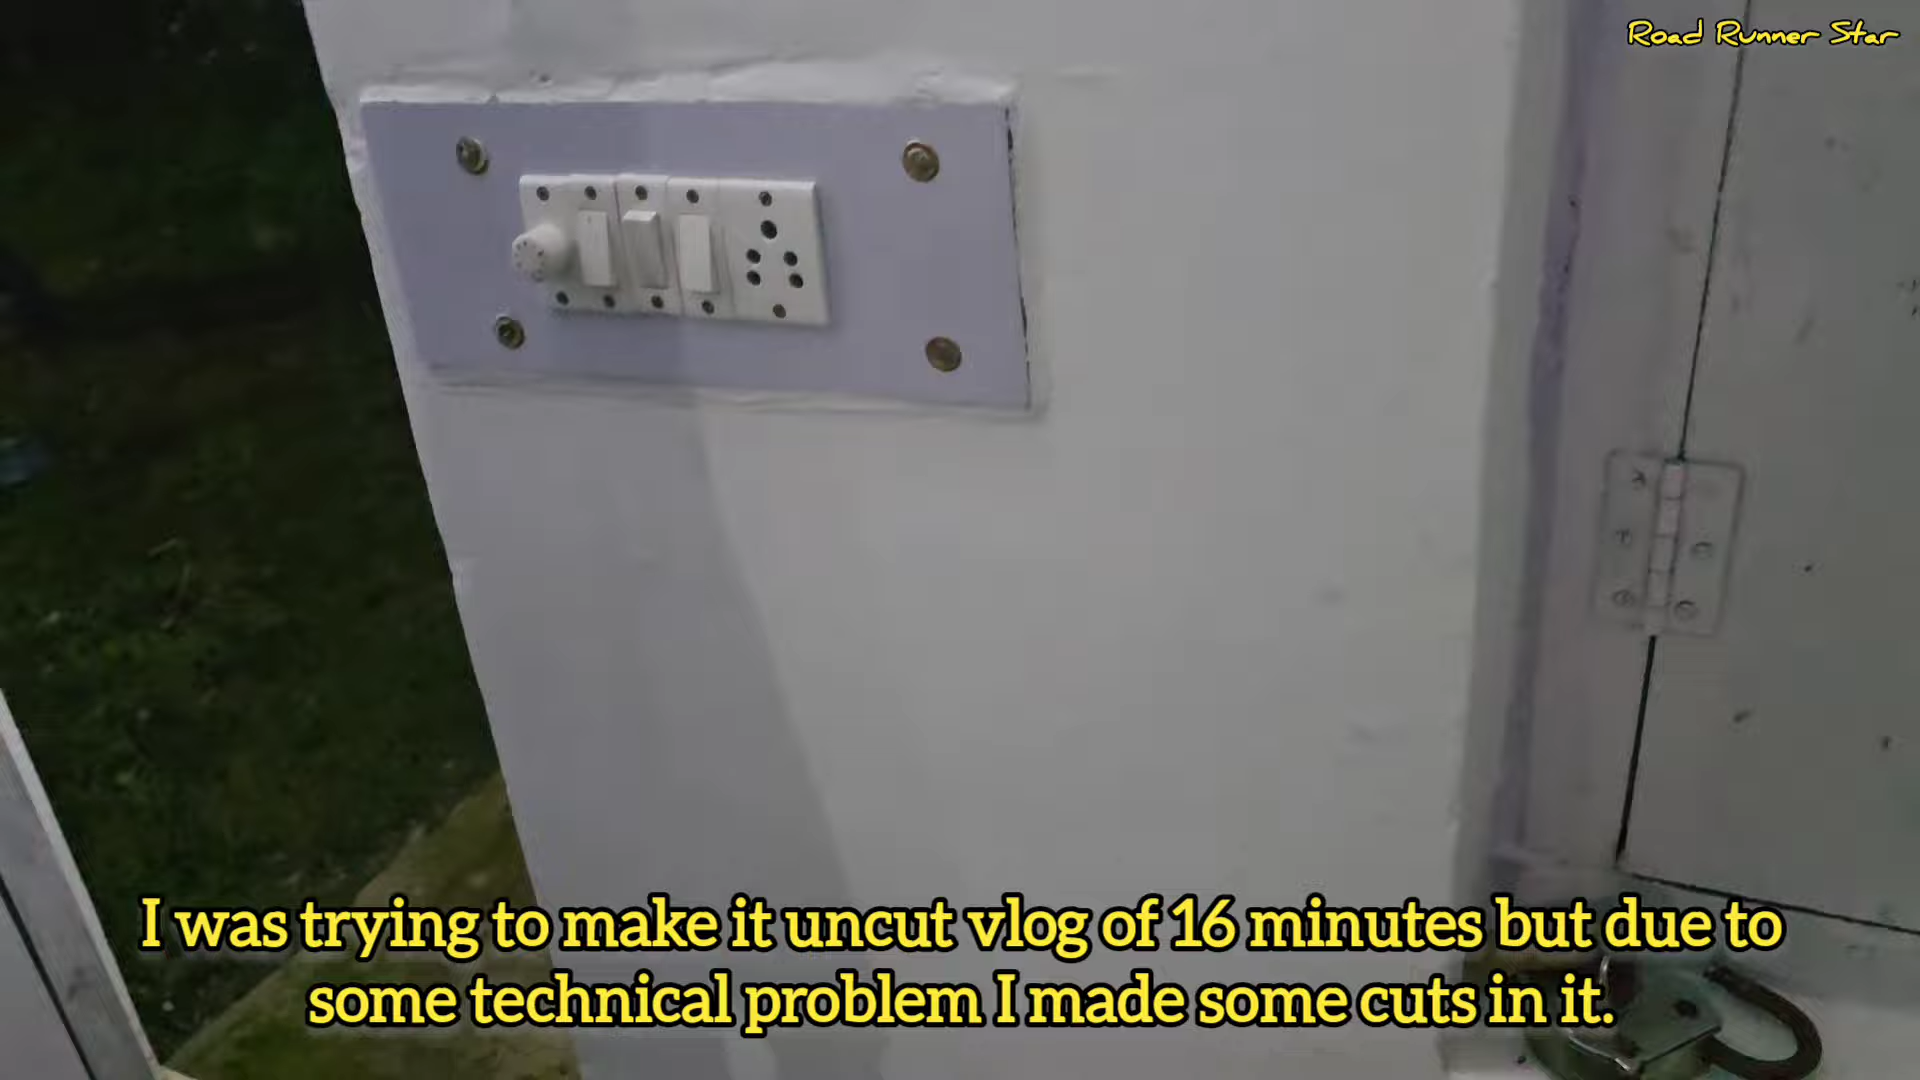 Road Runner Star
I was trying to make it uncut vlog of 16 minutes but due to
some technical problem I made some cuts in it.